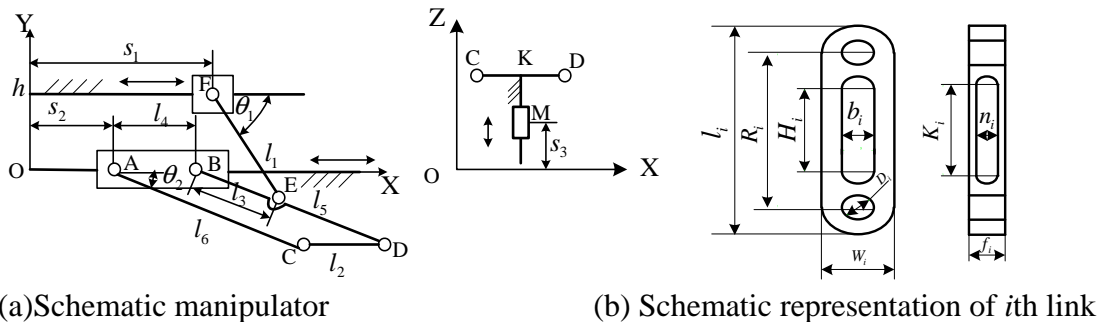 Y
s₁
h
F
θ₁
s₂
l₄
l₁
O
A
B
X
θ₂
l₃
E
l₅
l₆
C
l₂
D
Z
C
K
D
M
s₃
O
X
lᵢ
Rᵢ
Hᵢ
bᵢ
Dᵢ
Wᵢ
Kᵢ
nᵢ
fᵢ
(a)Schematic manipulator
(b) Schematic representation of ith link